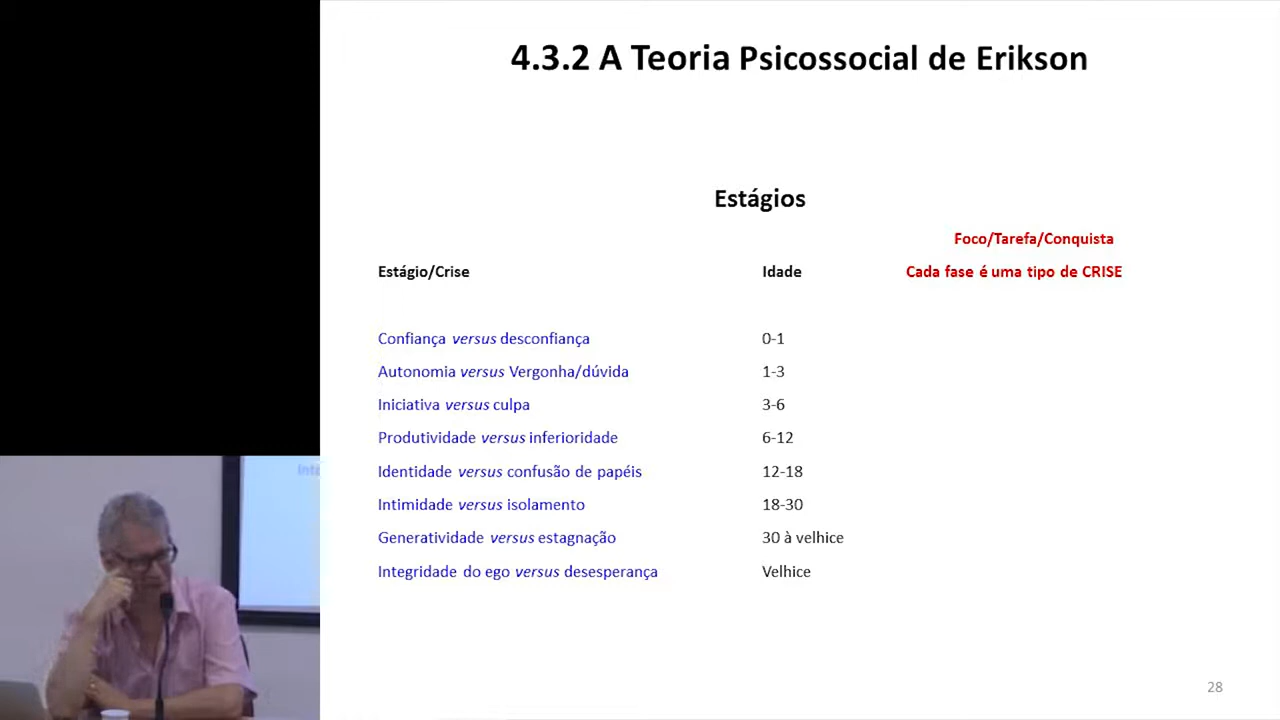 4.3.2 A Teoria Psicossocial de Erikson
Estágios
Foco/Tarefa/Conquista
Estágio/Crise Idade Cada fase é uma tipo de CRISE
Confiança versus desconfiança 0-1
Autonomia versus Vergonha/dúvida 1-3
Iniciativa versus culpa 3-6
Produtividade versus inferioridade 6-12
Identidade versus confusão de papéis 12-18
Intimidade versus isolamento 18-30
Generatividade versus estagnação 30 à velhice
Integridade do ego versus desesperança Velhice
28